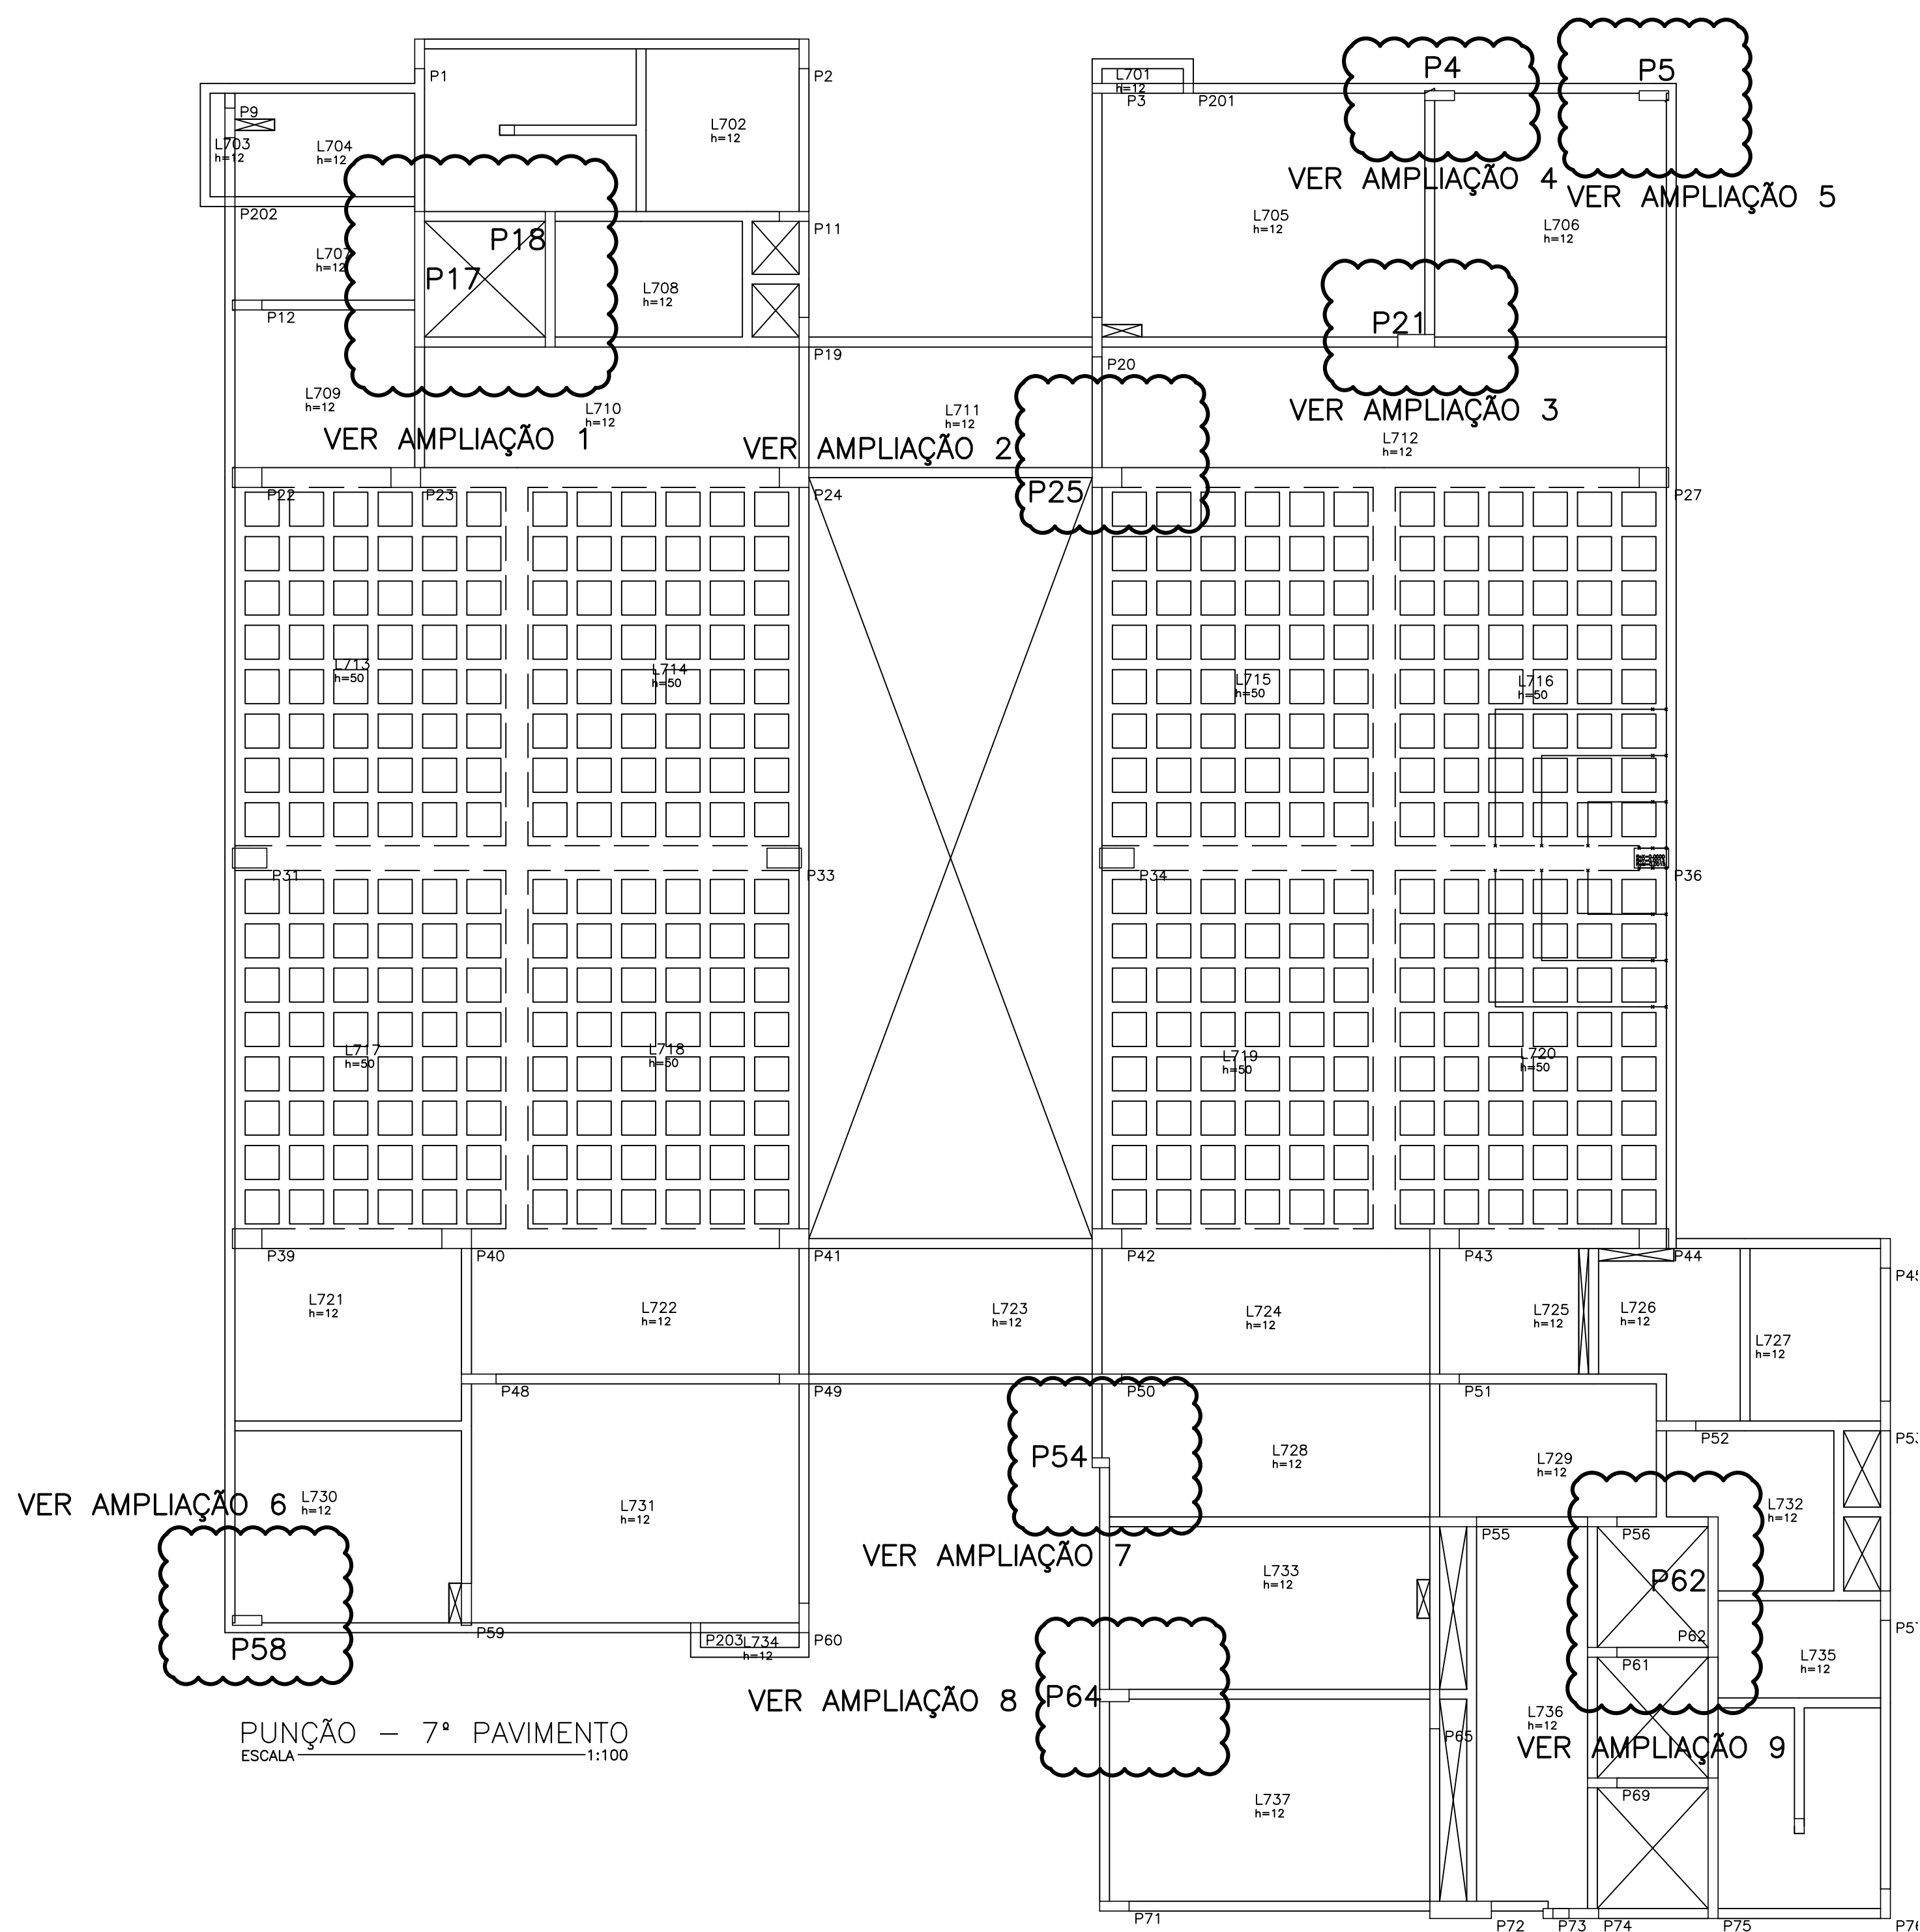 P4
P5
P1
P2
L701
h=12
P3
P201
P9
L702
h=12
L703
h=12
L704
h=12
VER AMPLIAÇÃO 4
VER AMPLIAÇÃO 5
P202
P11
L705
h=12
L706
h=12
P18
L707
h=12
P17
L708
h=12
P12
P21
P19
P20
L709
h=12
L710
h=12
L711
h=12
VER AMPLIAÇÃO 3
VER AMPLIAÇÃO 1
VER AMPLIAÇÃO 2
L712
h=12
P22
P23
P24
P25
P27
L713
h=50
L714
h=50
L715
h=50
L716
h=50
P31
P33
P34
P36
L717
h=50
L718
h=50
L719
h=50
L720
h=50
P39
P40
P41
P42
P43
P44
P45
L721
h=12
L722
h=12
L723
h=12
L724
h=12
L725
h=12
L726
h=12
L727
h=12
P48
P49
P50
P51
P52
P53
P54
L728
h=12
L729
h=12
VER AMPLIAÇÃO 6
L730
h=12
L731
h=12
L732
h=12
P55
P56
VER AMPLIAÇÃO 7
L733
h=12
P62
P58
P59
P203
L734
h=12
P60
P62
P57
P61
L735
h=12
VER AMPLIAÇÃO 8
P64
PUNÇÃO - 7º PAVIMENTO
ESCALA 1:100
P65
L736
h=12
VER AMPLIAÇÃO 9
L737
h=12
P69
P71
P72
P73
P74
P75
P76